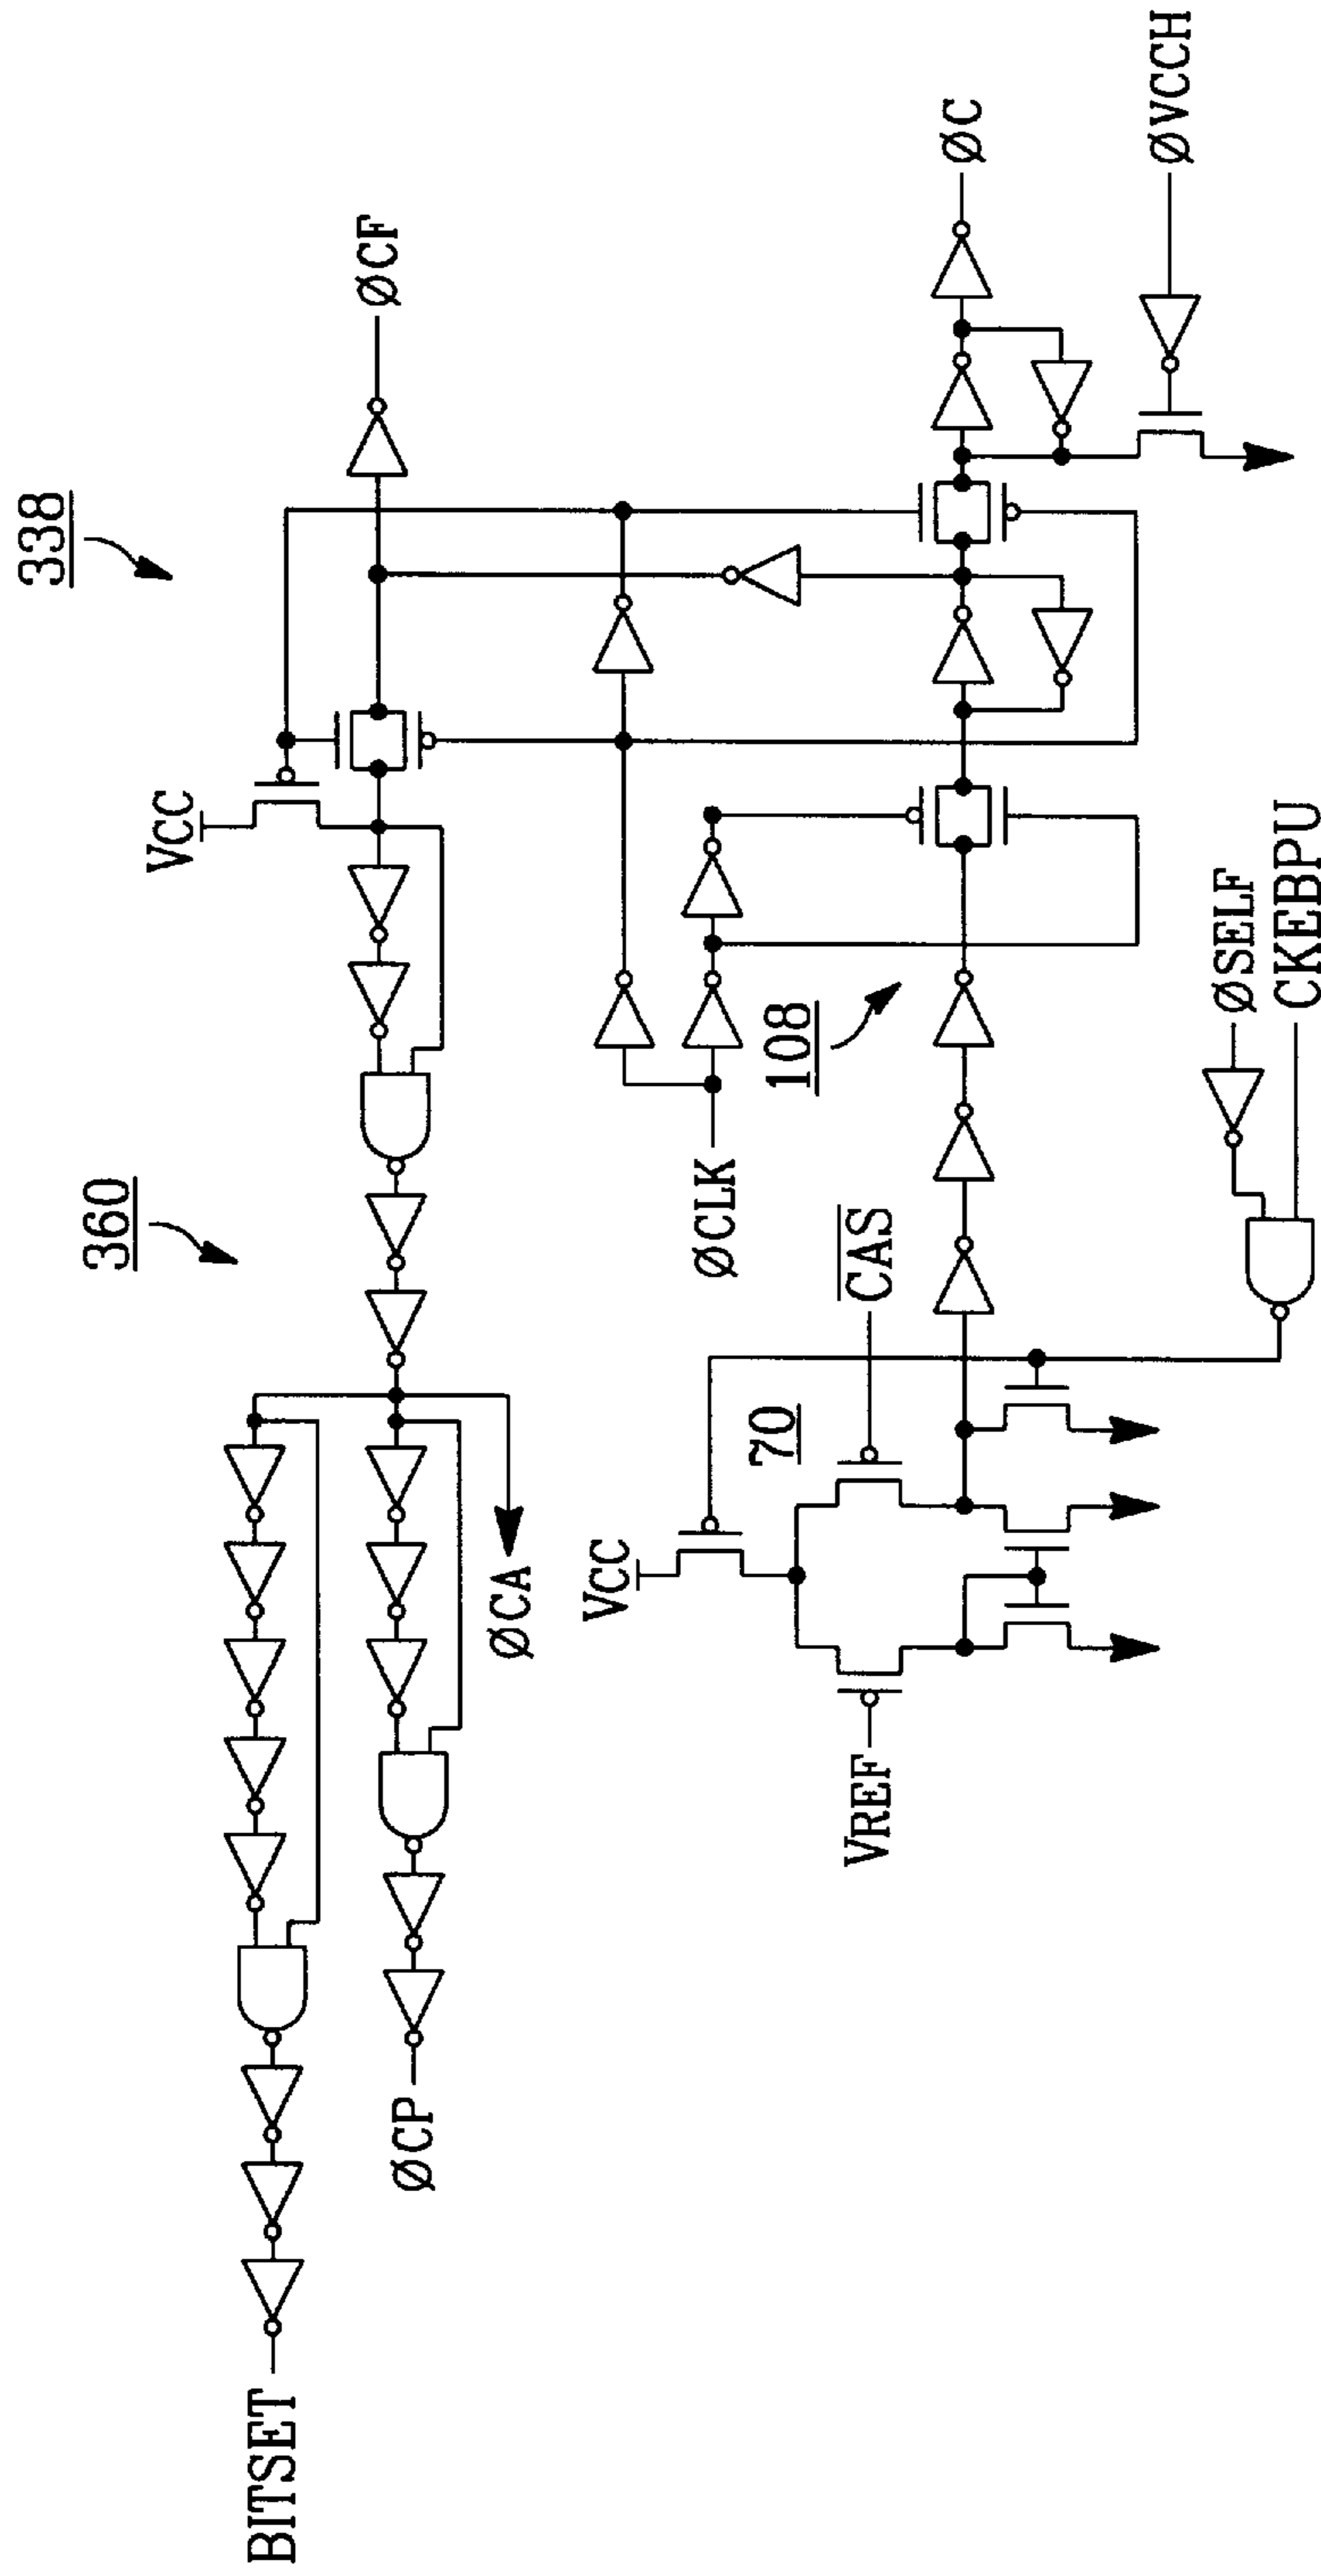 338
ØCF
ØC
ØVCCH
VCC
360
108
ØCLK
ØSELF
CKEBPU
CAS
70
VCC
VREF
ØCA
ØCP
BITSET